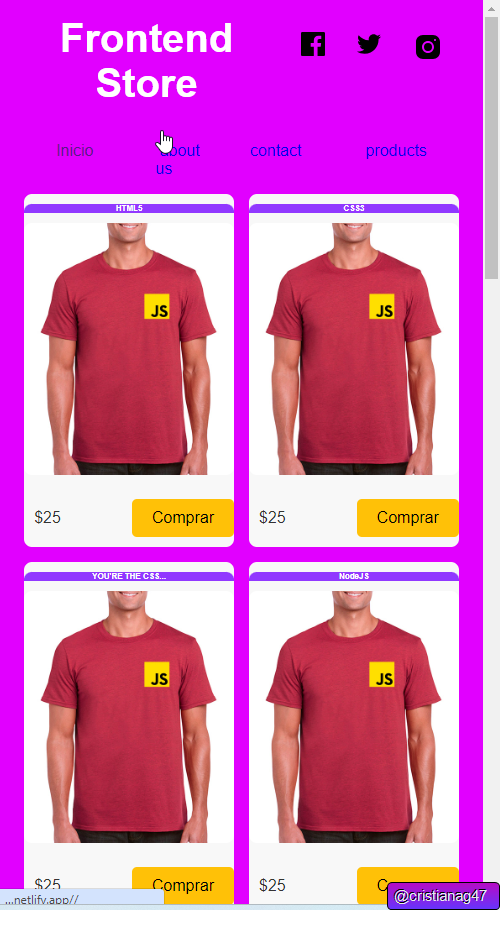 Frontend
Store
Inicio about contact products
us
HTML5 CSS3
JS JS
$25 Comprar $25 Comprar
YOU'RE THE CSS... NodeJS
JS JS
$25 Comprar $25
...netlify.app// @cristianag47